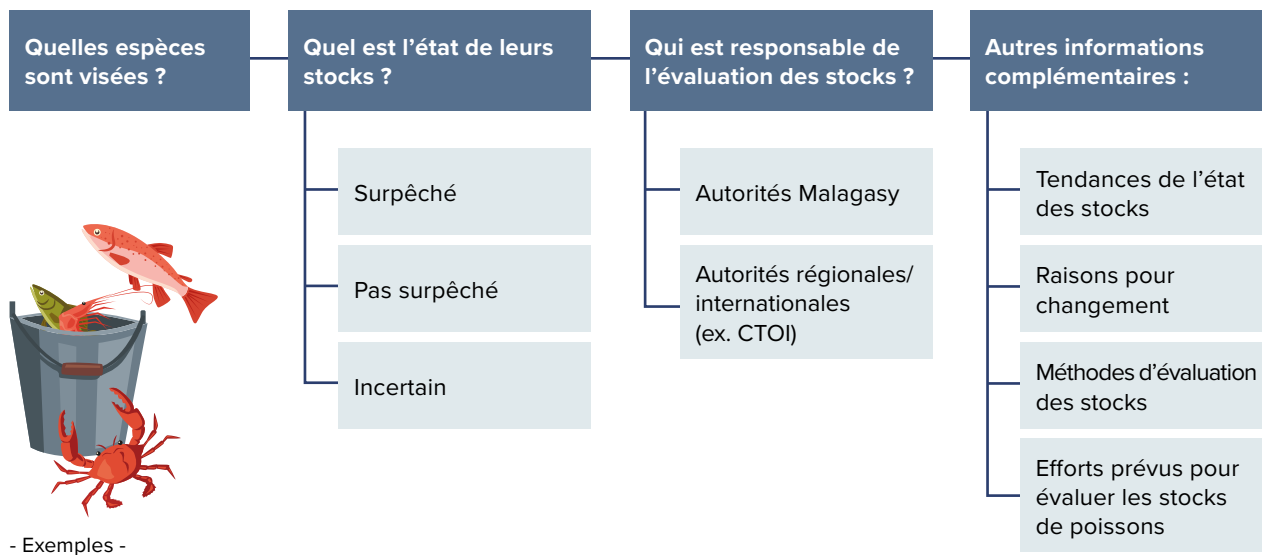 Quelles espèces
sont visées ?
Quel est l’état de leurs
stocks ?
Surpêché
Pas surpêché
Incertain
Qui est responsable de
l’évaluation des stocks ?
Autorités Malagasy
Autorités régionales/
internationales
(ex. CTOI)
Autres informations
complémentaires :
Tendances de l’état
des stocks
Raisons pour
changement
Méthodes d’évaluation
des stocks
Efforts prévus pour
évaluer les stocks
de poissons
- Exemples -